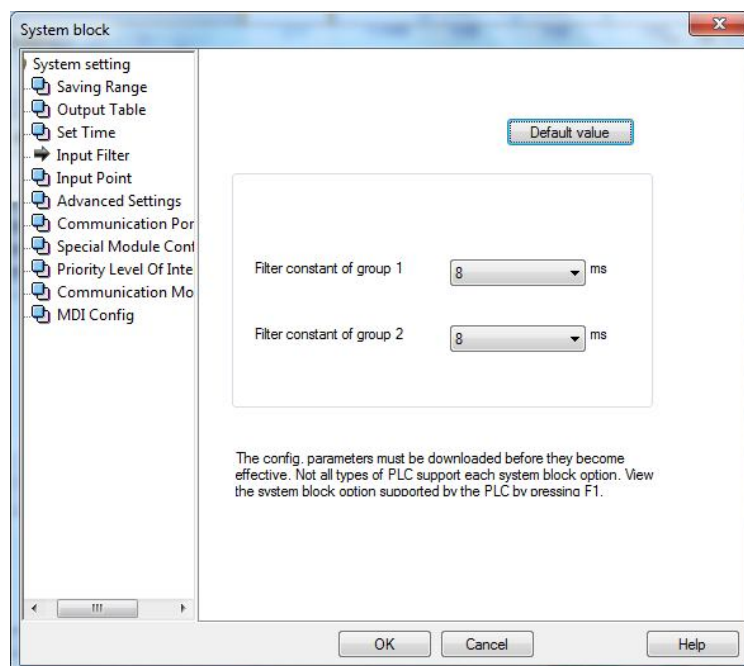 System block
System setting
Saving Range
Output Table
Set Time
Input Filter
Input Point
Advanced Settings
Communication Por
Special Module Conf
Priority Level Of Inte
Communication Mo
MDI Config
Default value
Filter constant of group 1
8
ms
Filter constant of group 2
8
ms
The config. parameters must be downloaded before they become
effective. Not all types of PLC support each system block option. View
the system block option supported by the PLC by pressing F1.
OK
Cancel
Help